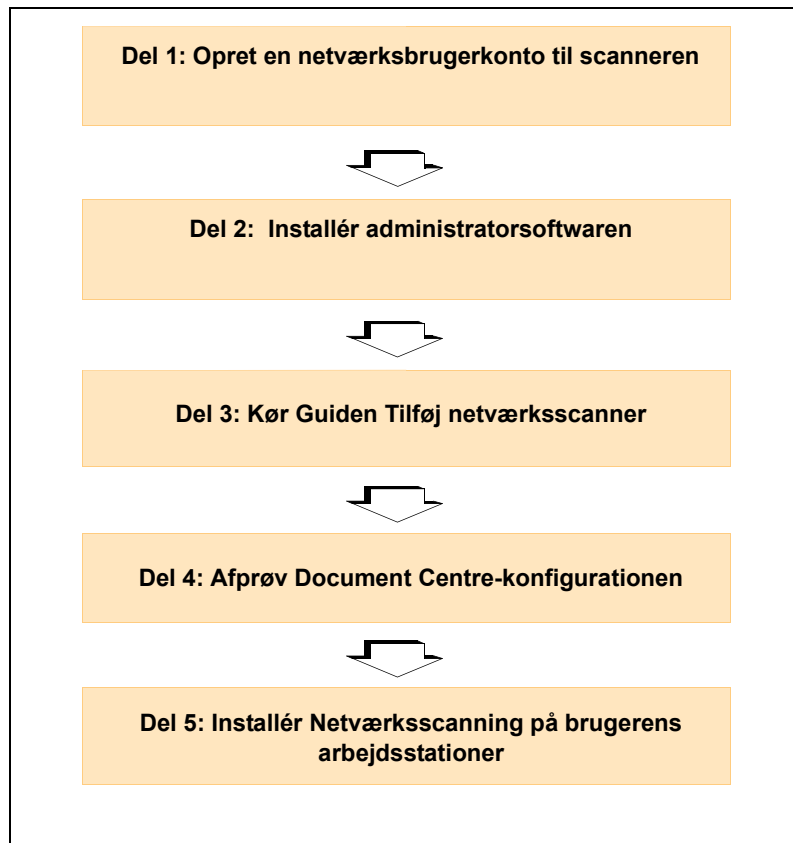 Del 1: Opret en netværksbrugerkonto til scanneren
Del 2:  Installér administratorsoftwaren
Del 3: Kør Guiden Tilføj netværksscanner
Del 4: Afprøv Document Centre-konfigurationen
Del 5: Installér Netværksscanning på brugerens
arbejdsstationer